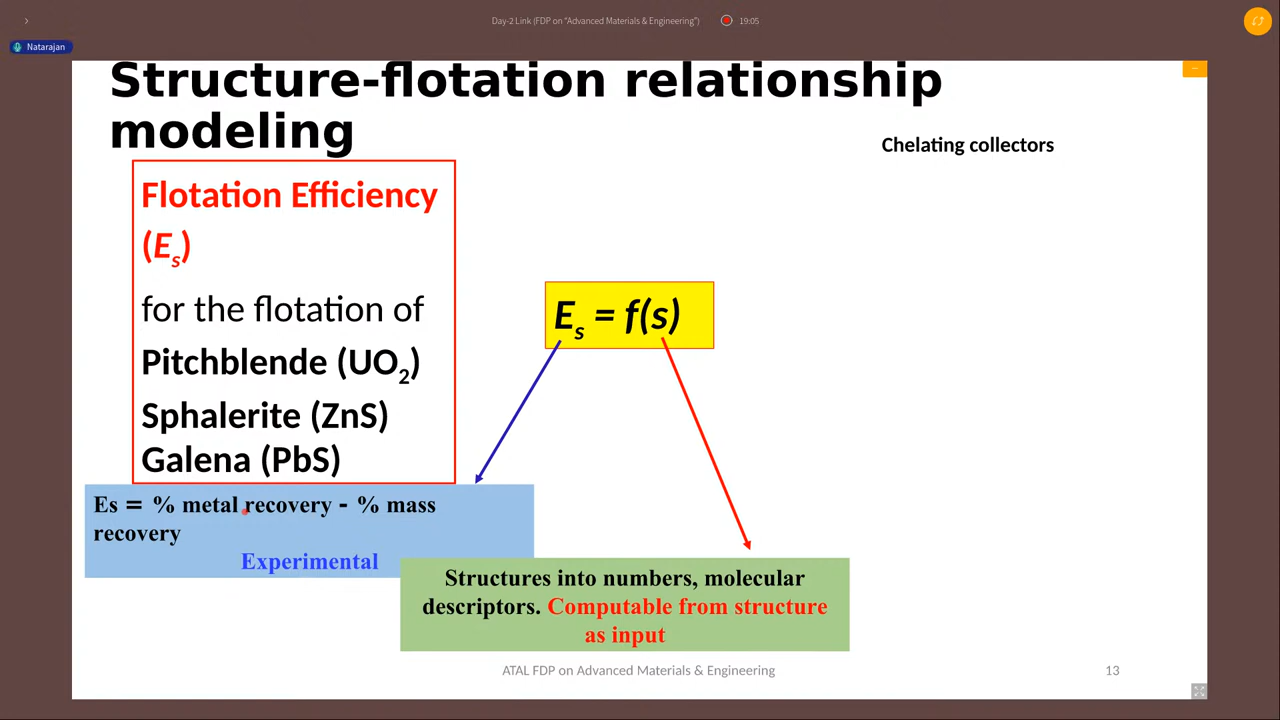 Day-2 Link (FDP on "Advanced Materials & Engineering")
19:05
Natarajan
Structure-flotation relationship
modeling
Chelating collectors
Flotation Efficiency
(Es)
for the flotation of
Pitchblende (UO2)
Sphalerite (ZnS)
Galena (PbS)
Es = f(s)
Es = % metal recovery - % mass
recovery
Experimental
Structures into numbers, molecular
descriptors. Computable from structure
as input
ATAL FDP on Advanced Materials & Engineering
13